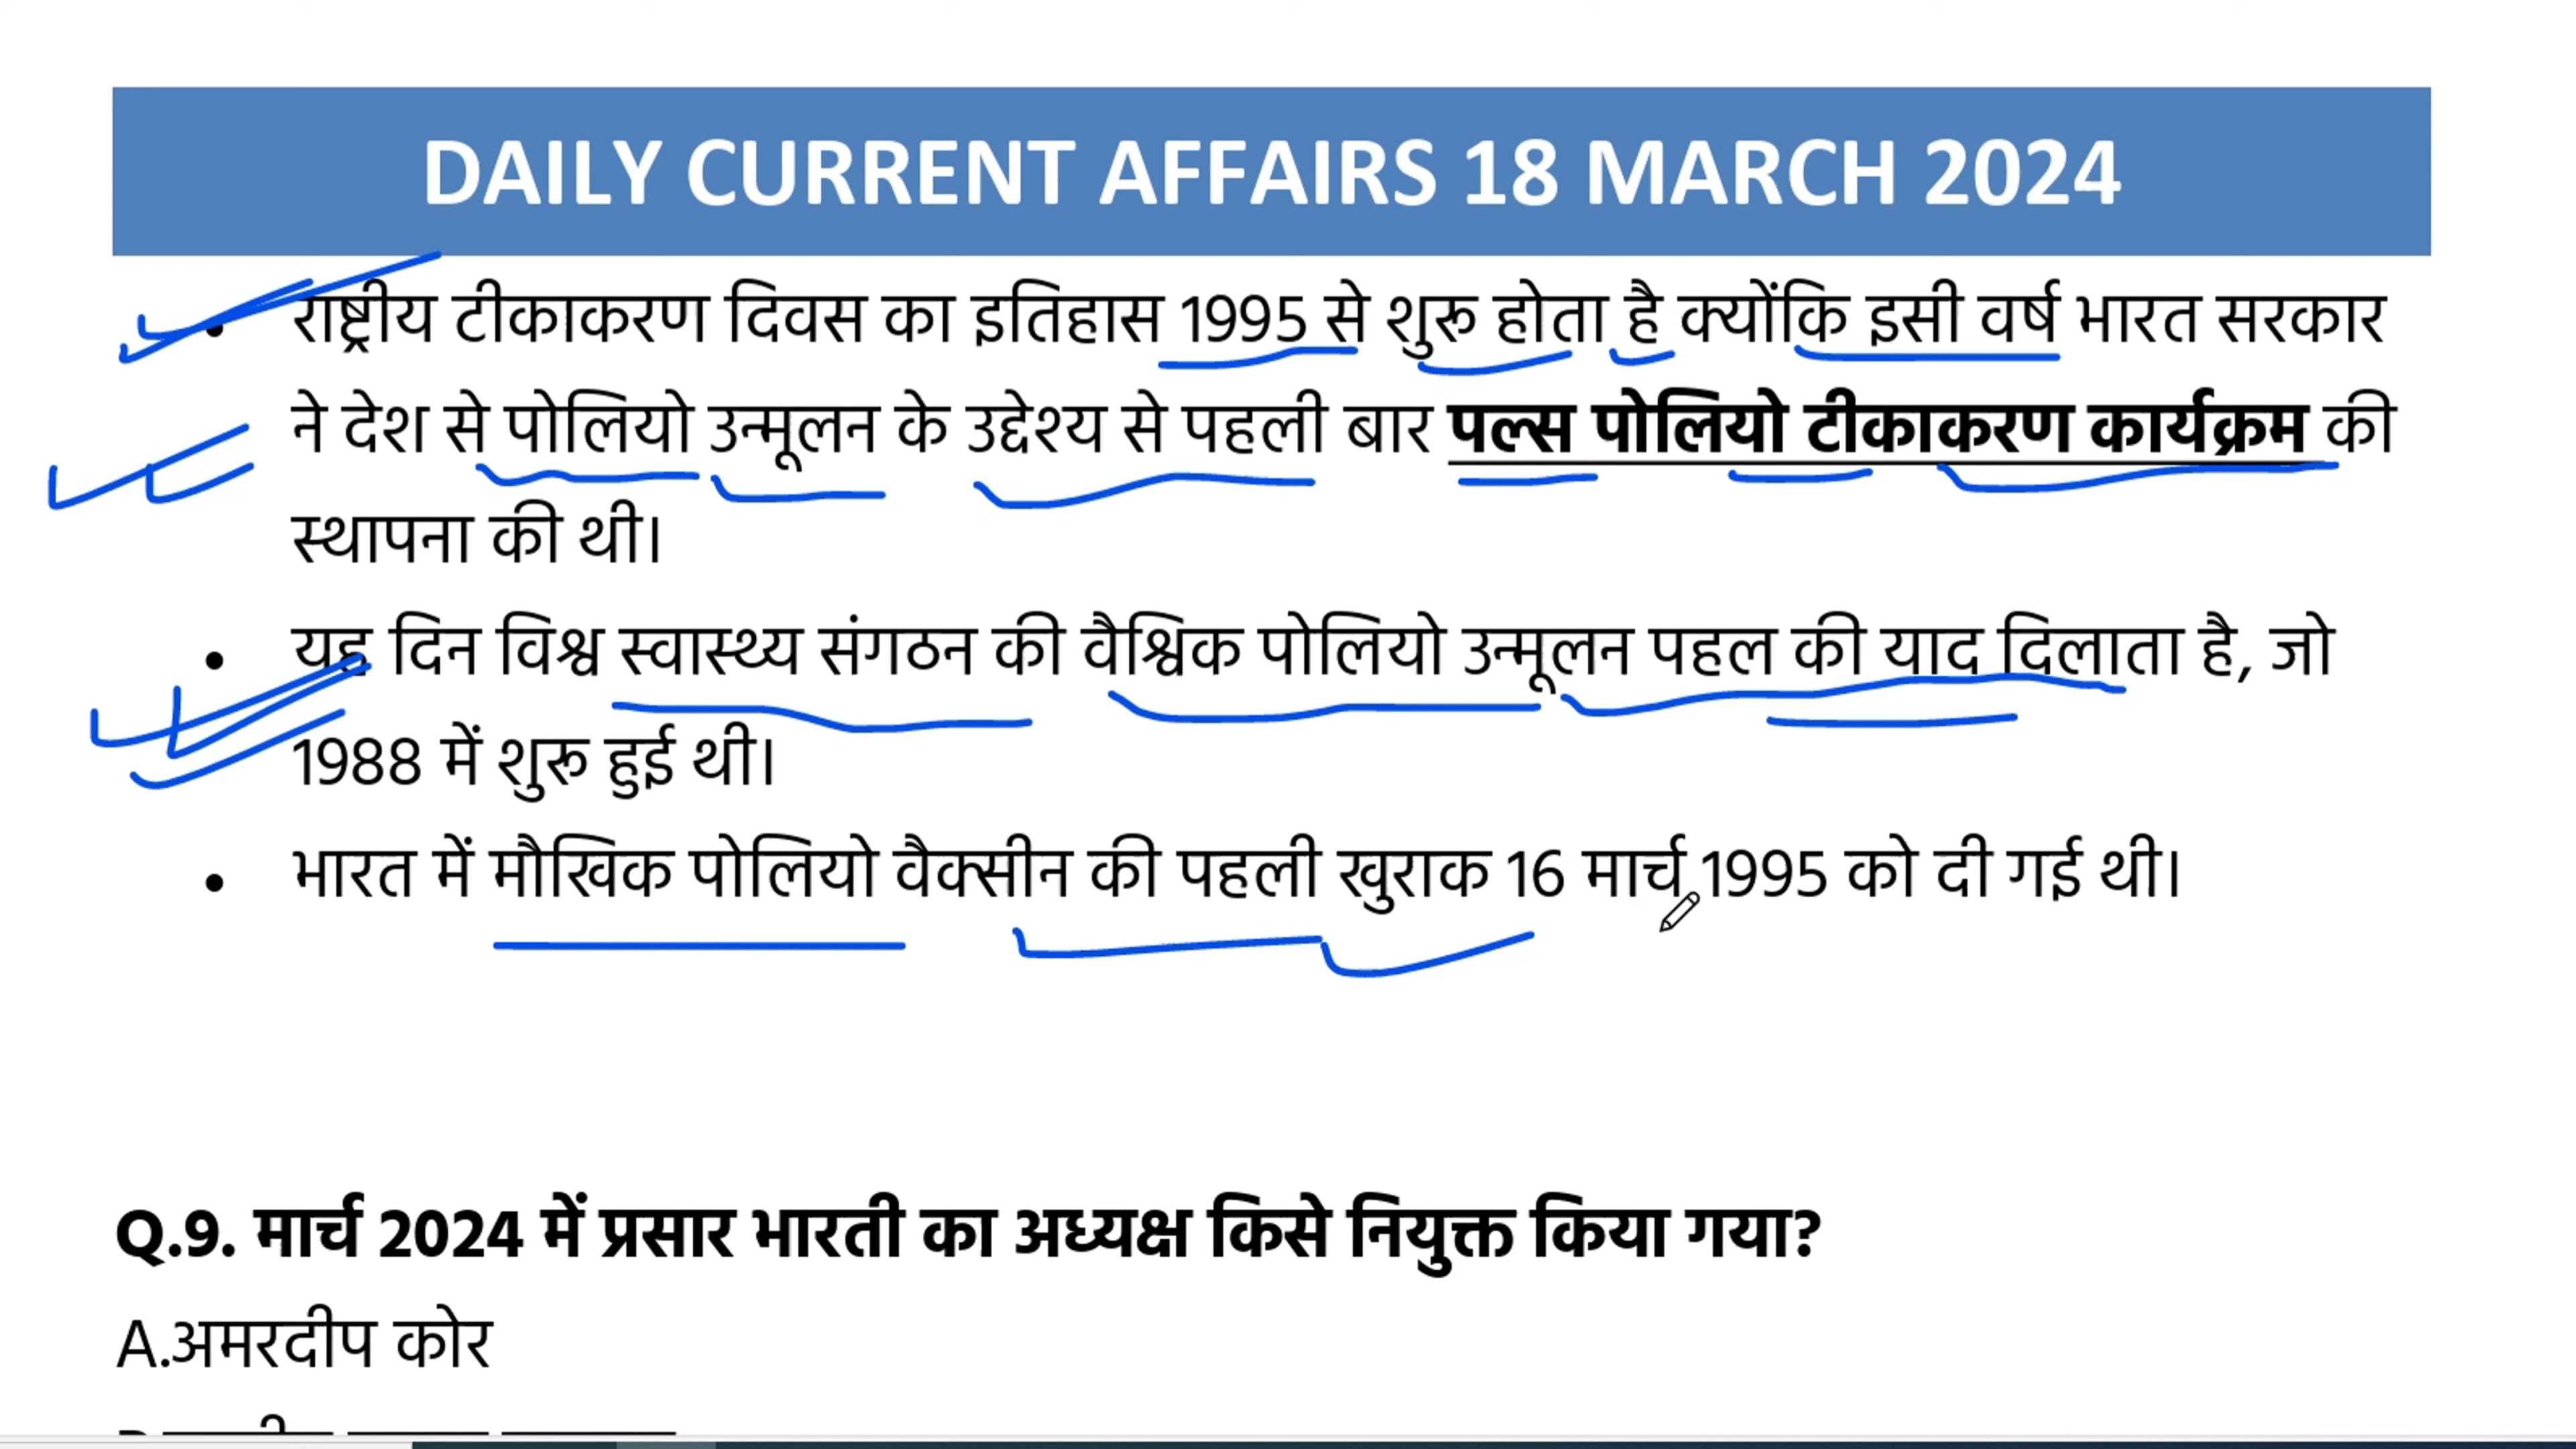 DAILY CURRENT AFFAIRS 18 MARCH 2024
• राष्ट्रीय टीकाकरण दिवस का इतिहास 1995 से शुरू होता है क्योंकि इसी वर्ष भारत सरकार
ने देश से पोलियो उन्मूलन के उद्देश्य से पहली बार पल्स पोलियो टीकाकरण कार्यक्रम की
स्थापना की थी।
• यह दिन विश्व स्वास्थ्य संगठन की वैश्विक पोलियो उन्मूलन पहल की याद दिलाता है, जो
1988 में शुरू हुई थी।
• भारत में मौखिक पोलियो वैक्सीन की पहली खुराक 16 मार्च 1995 को दी गई थी।
Q.9. मार्च 2024 में प्रसार भारती का अध्यक्ष किसे नियुक्त किया गया?
A.अमरदीप कोर